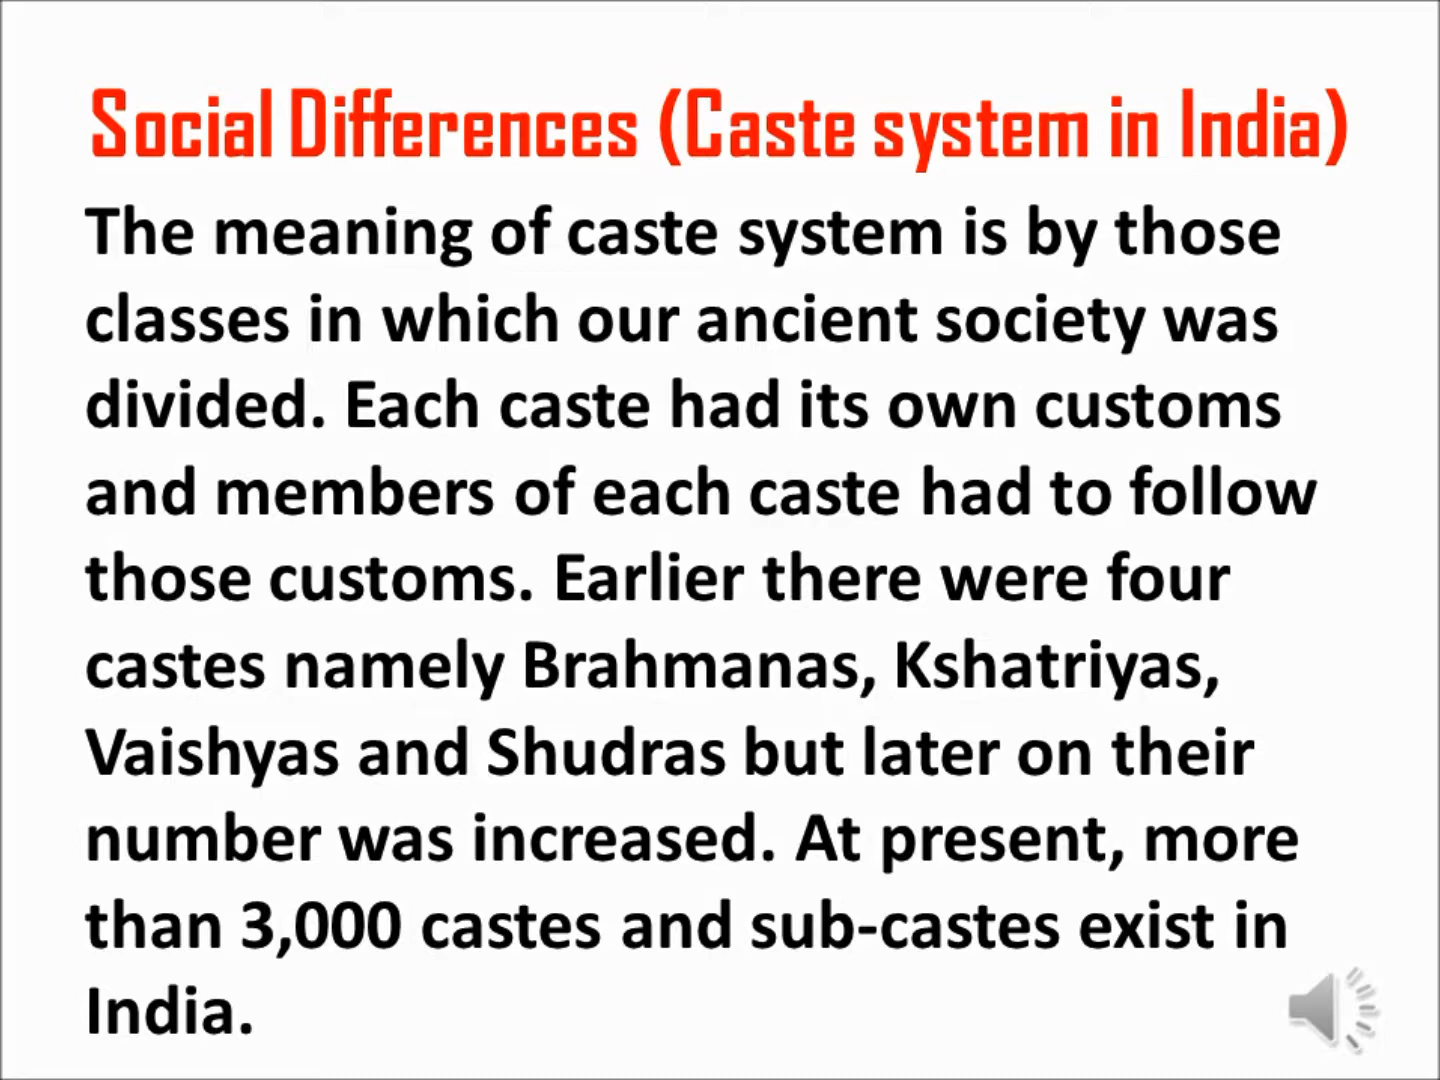 Social Differences (Caste system in India)
The meaning of caste system is by those
classes in which our ancient society was
divided. Each caste had its own customs
and members of each caste had to follow
those customs. Earlier there were four
castes namely Brahmanas, Kshatriyas,
Vaishyas and Shudras but later on their
number was increased. At present, more
than 3,000 castes and sub-castes exist in
India.